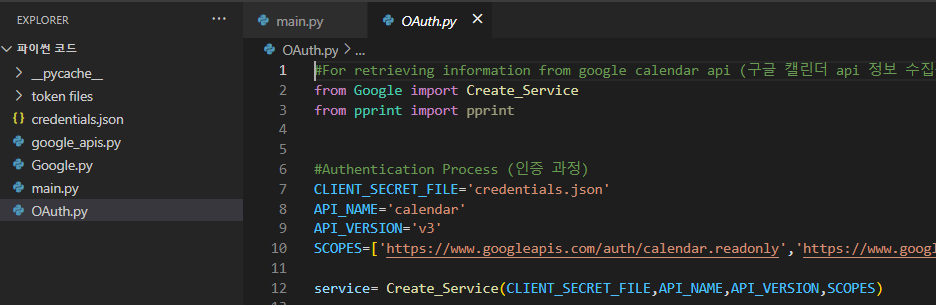 EXPLORER
···
main.py
OAuth.py
파이썬 코드
OAuth.py > ...
__pycache__
token files
credentials.json
google_apis.py
Google.py
main.py
OAuth.py
1 #For retrieving information from google calendar api (구글 캘린더 api 정보 수집
2 from Google import Create_Service
3 from pprint import pprint
4
5
6 #Authentication Process (인증 과정)
7 CLIENT_SECRET_FILE='credentials.json'
8 API_NAME='calendar'
9 API_VERSION='v3'
10 SCOPES=['https://www.googleapis.com/auth/calendar.readonly','https://www.googl
11
12 service= Create_Service(CLIENT_SECRET_FILE,API_NAME,API_VERSION,SCOPES)